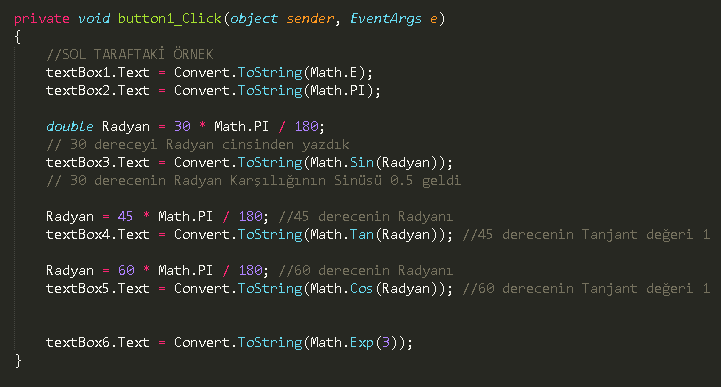 private void button1_Click(object sender, EventArgs e)
{
//SOL TARAFTAKİ ÖRNEK
textBox1.Text = Convert.ToString(Math.E);
textBox2.Text = Convert.ToString(Math.PI);
double Radyan = 30 * Math.PI / 180;
// 30 dereceyi Radyan cinsinden yazdık
textBox3.Text = Convert.ToString(Math.Sin(Radyan));
// 30 derecenin Radyan Karşılığının Sinüsü 0.5 geldi
Radyan = 45 * Math.PI / 180; //45 derecenin Radyanı
textBox4.Text = Convert.ToString(Math.Tan(Radyan)); //45 derecenin Tanjant değeri 1
Radyan = 60 * Math.PI / 180; //60 derecenin Radyanı
textBox5.Text = Convert.ToString(Math.Cos(Radyan)); //60 derecenin Tanjant değeri 1
textBox6.Text = Convert.ToString(Math.Exp(3));
}